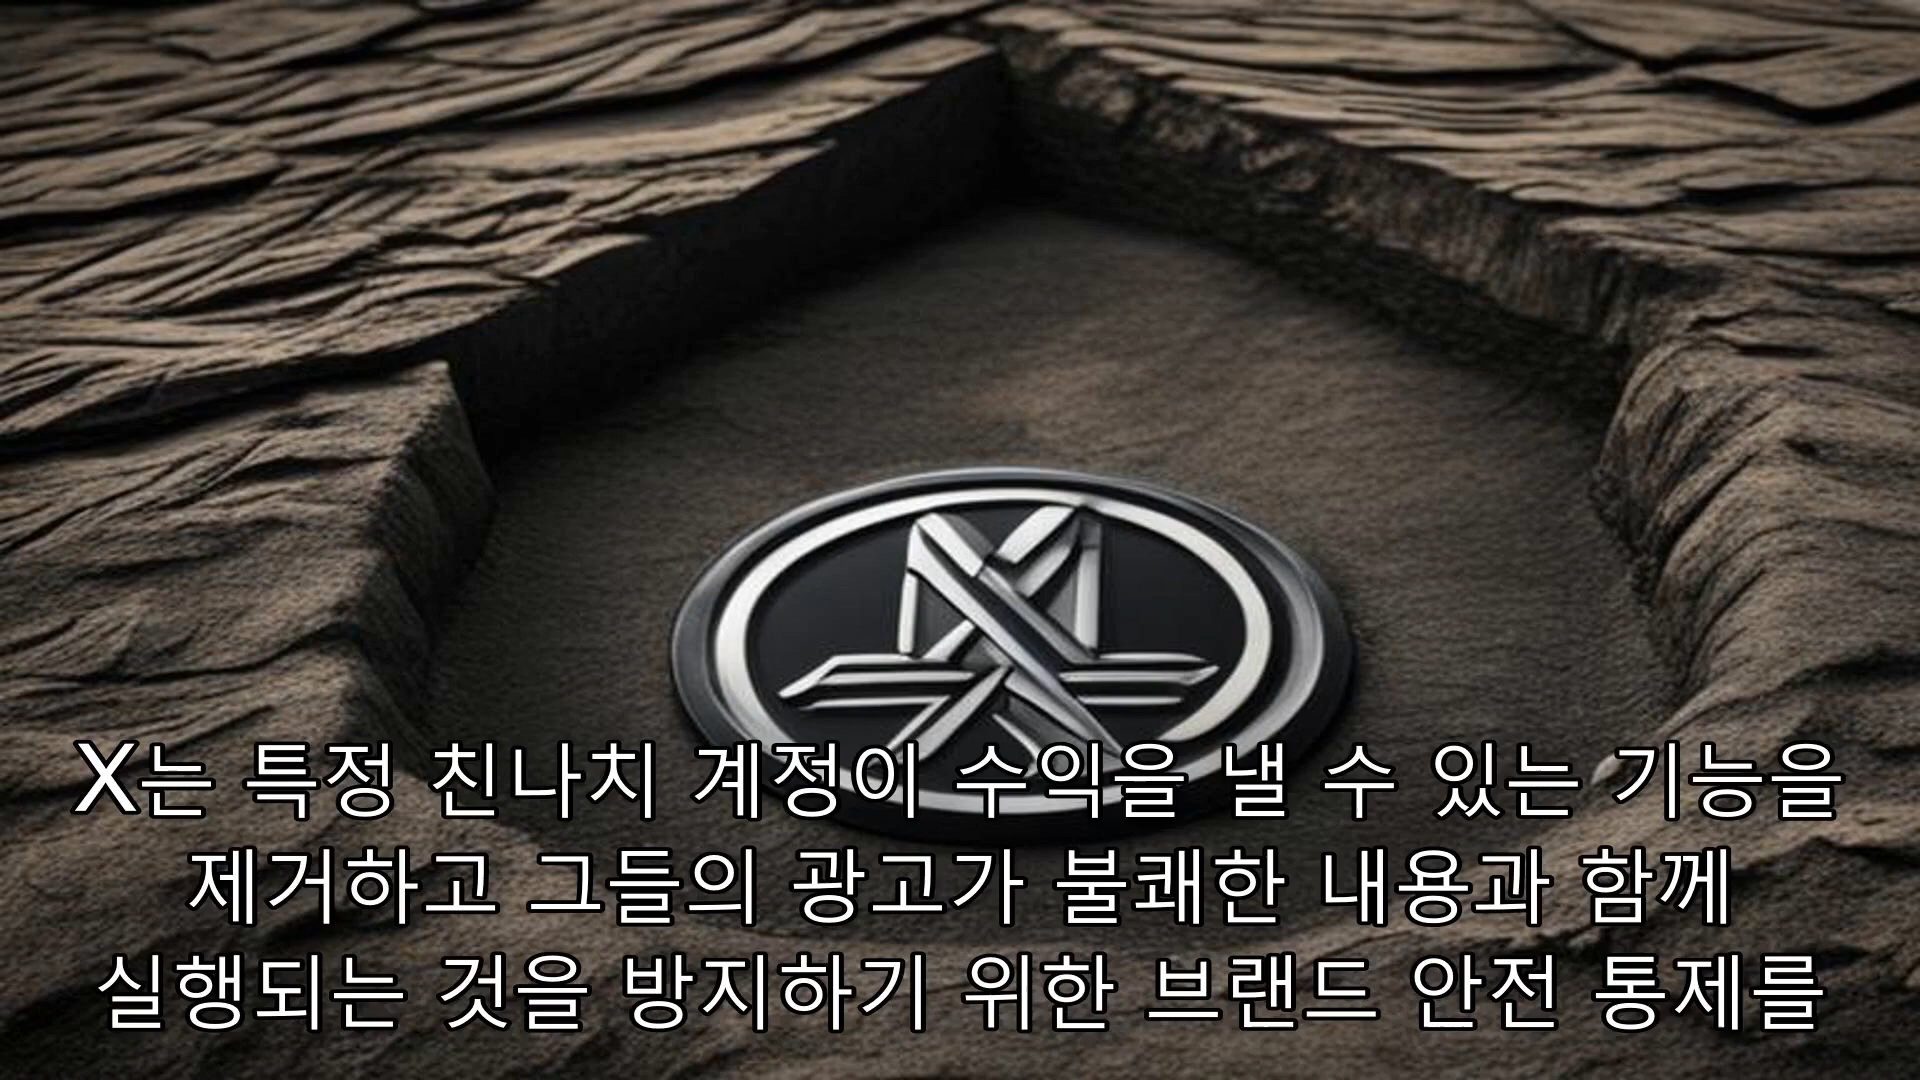 X는 특정 친나치 계정이 수익을 낼 수 있는 기능을
제거하고 그들의 광고가 불쾌한 내용과 함께
실행되는 것을 방지하기 위한 브랜드 안전 통제를